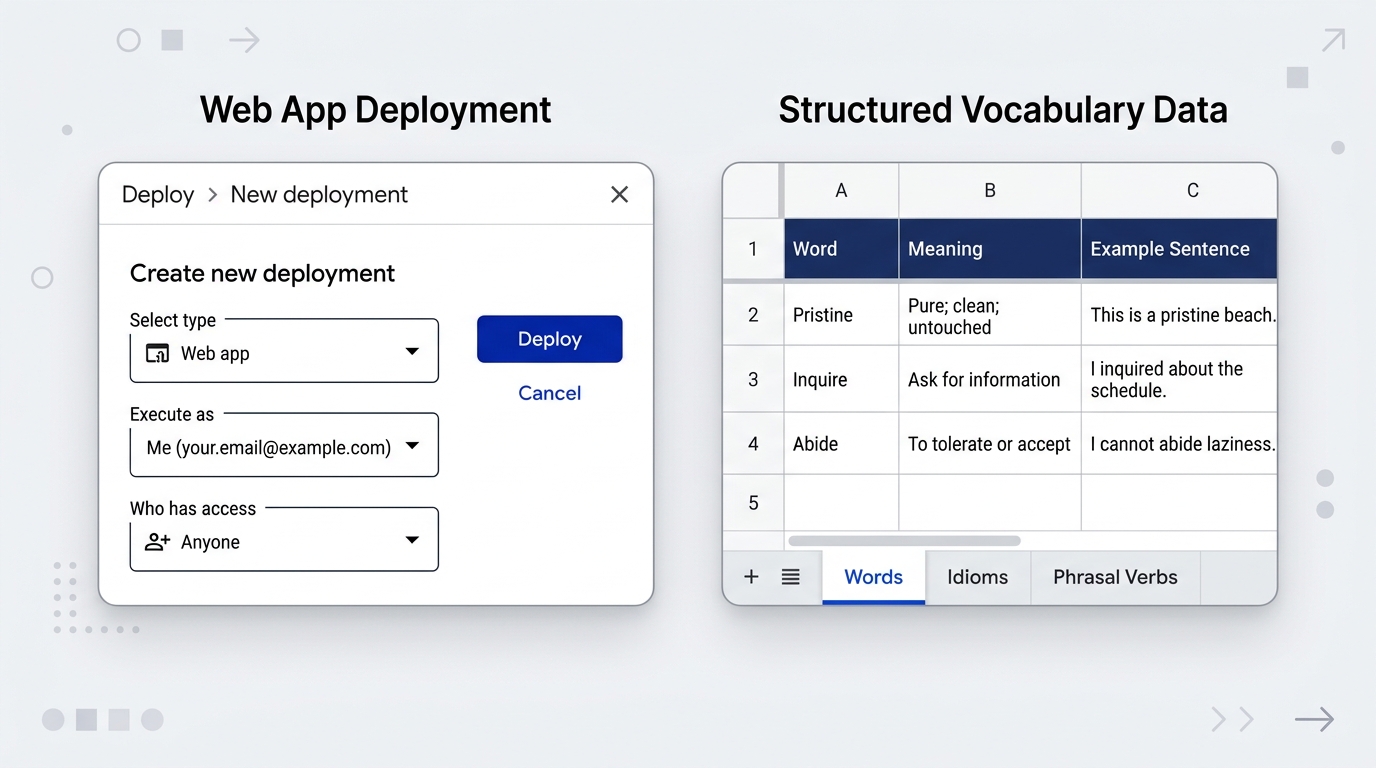 Web App Deployment
Deploy > New deployment
Create new deployment
Select type
Web app
Deploy
Cancel
Execute as
Me (your.email@example.com)
Who has access
Anyone
Structured Vocabulary Data
A B C
1 Word Meaning Example Sentence
2 Pristine Pure; clean;
untouched This is a pristine beach.
3 Inquire Ask for information I inquired about the
schedule.
4 Abide To tolerate or accept I cannot abide laziness.
5
+ Words Idioms Phrasal Verbs